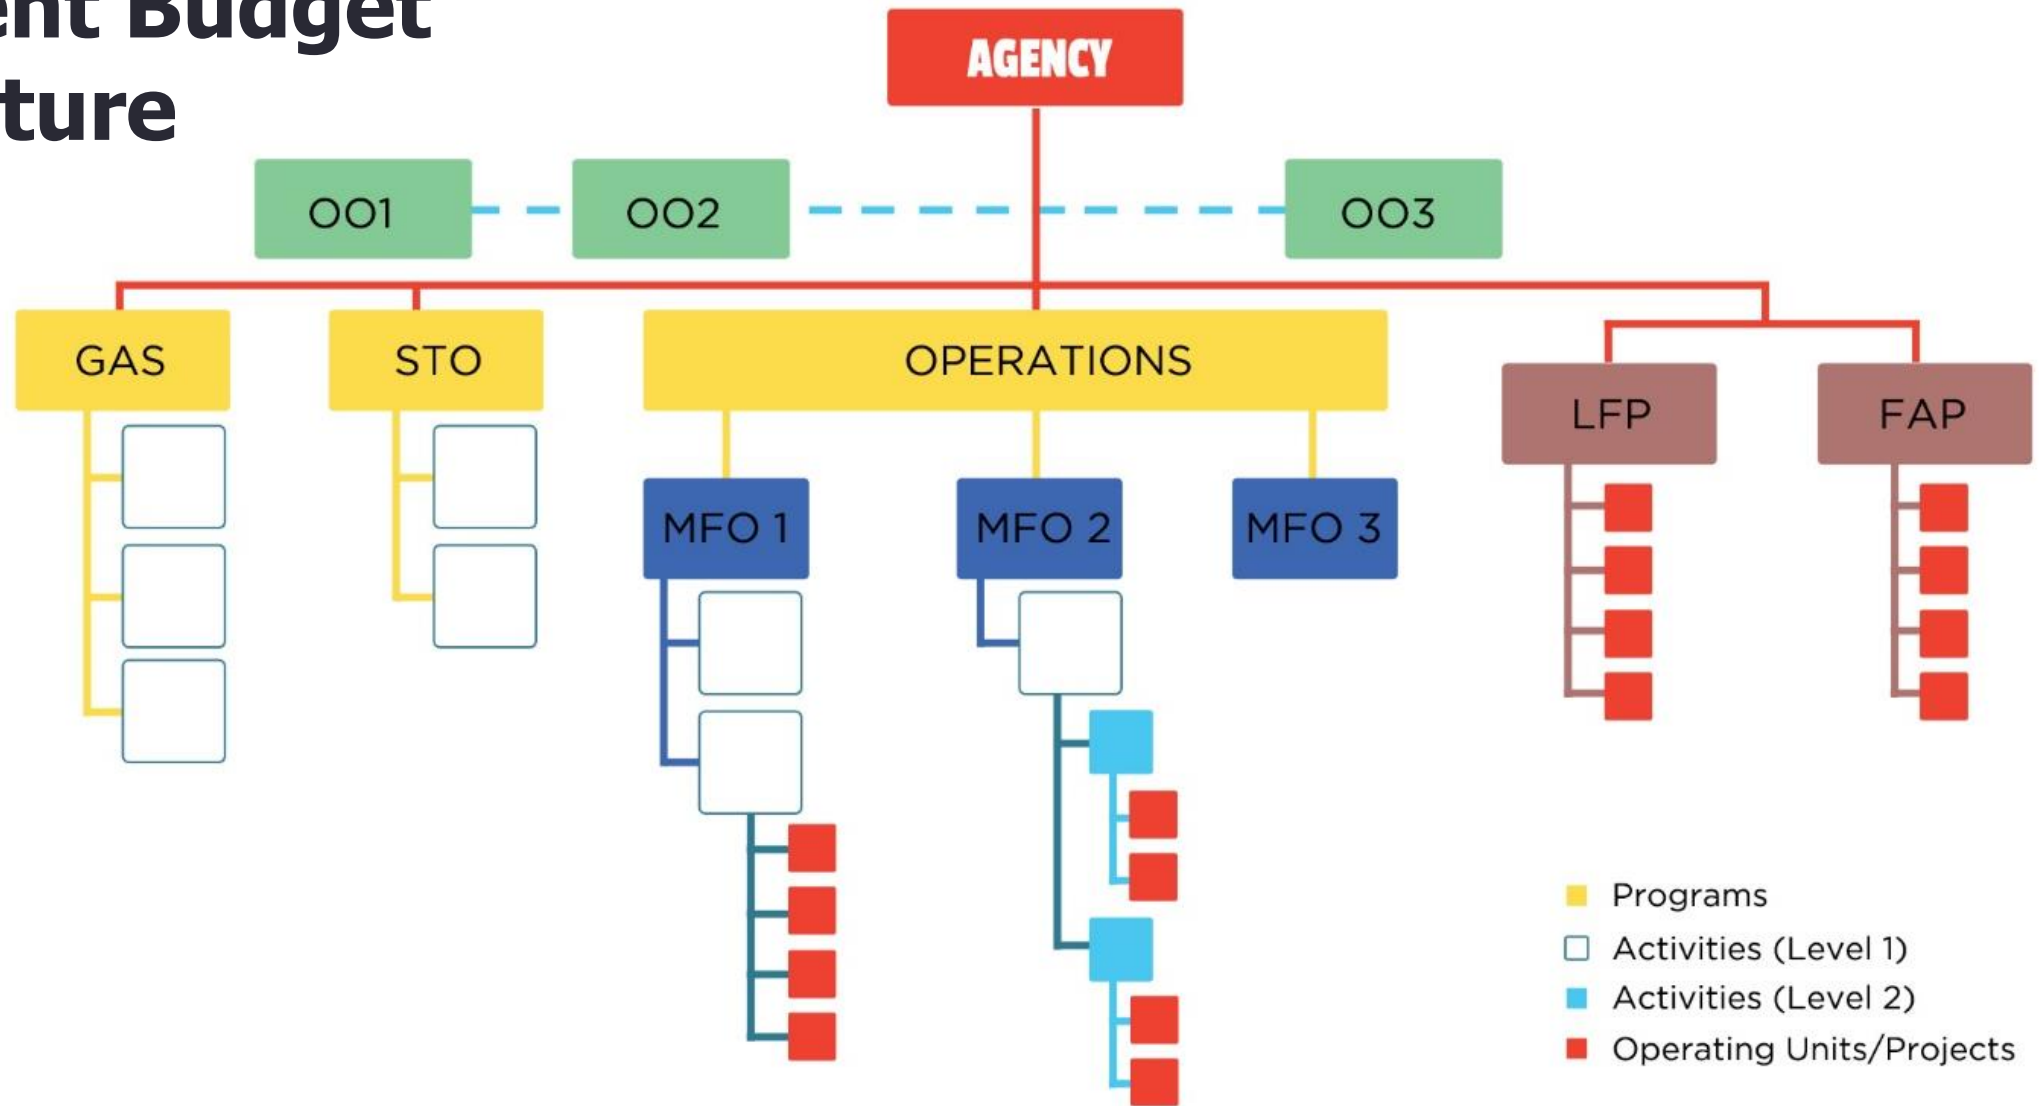 ent Budget
ture
AGENCY
OO1
OO2
OO3
GAS
STO
OPERATIONS
LFP
FAP
MFO 1
MFO 2
MFO 3
Programs
Activities (Level 1)
Activities (Level 2)
Operating Units/Projects